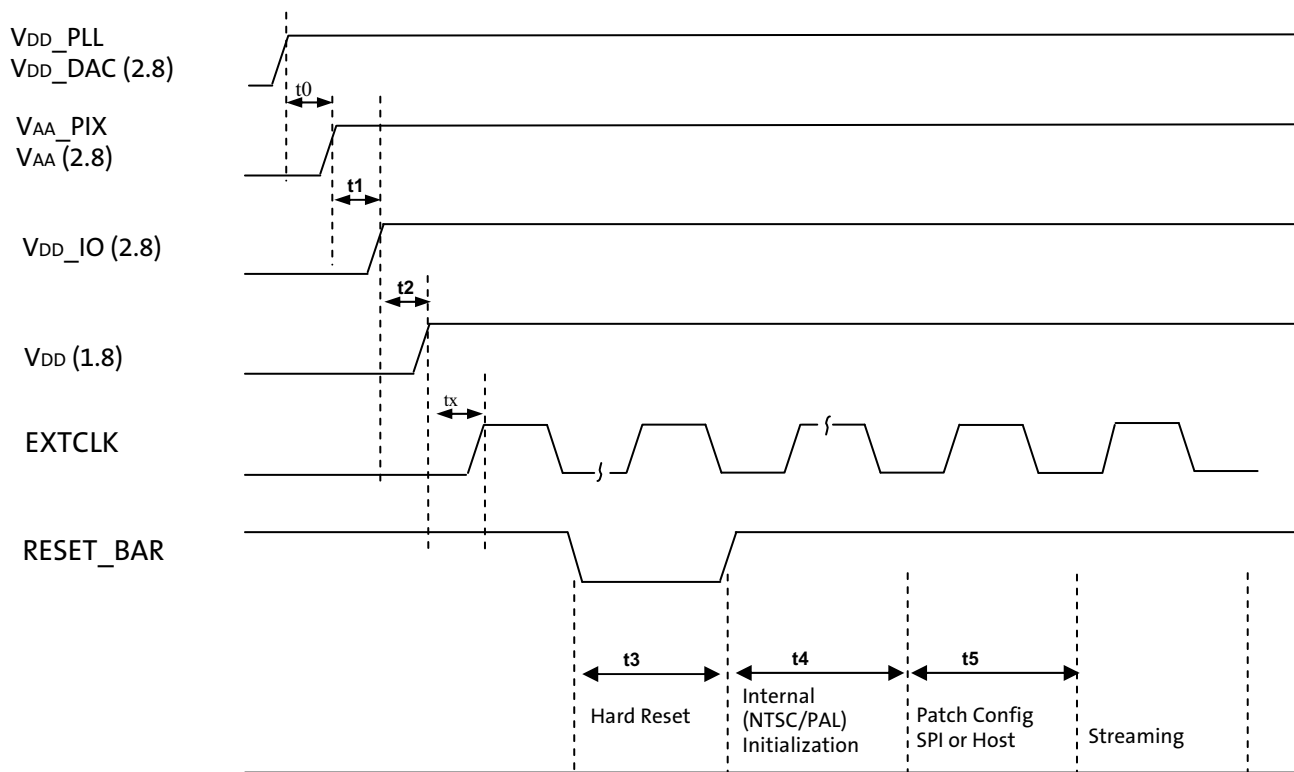 VDD_PLL
VDD_DAC (2.8)
t0
VAA_PIX
VAA (2.8)
t1
VDD_IO (2.8)
t2
VDD (1.8)
tx
EXTCLK
RESET_BAR
t3
t4
t5
Hard Reset
Internal
(NTSC/PAL)
Initialization
Patch Config
SPI or Host
Streaming